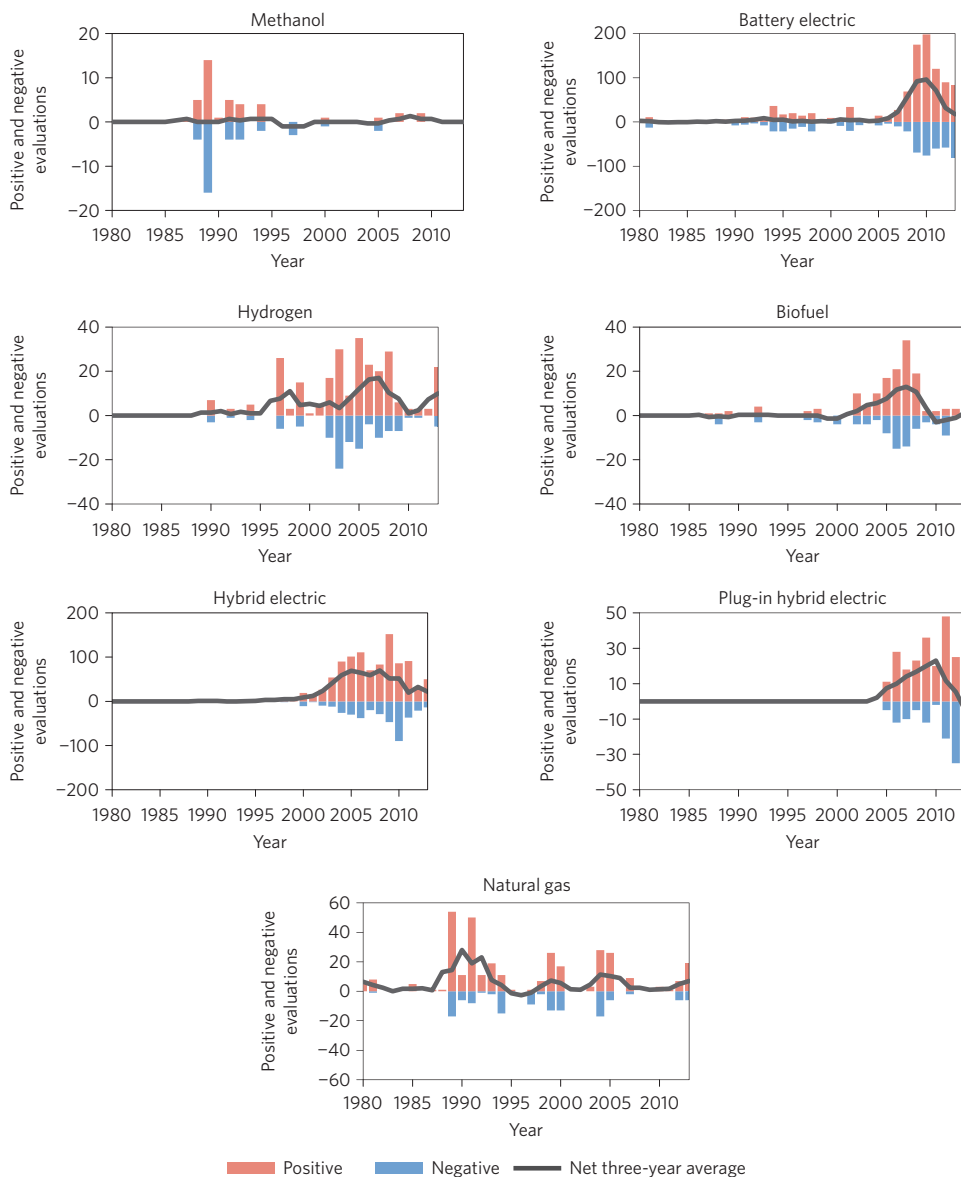 Methanol
Positive and negative
evaluations
20
10
0
−10
−20
1980 1985 1990 1995 2000 2005 2010
Year
Battery electric
Positive and negative
evaluations
200
100
0
−100
−200
1980 1985 1990 1995 2000 2005 2010
Year
Hydrogen
Positive and negative
evaluations
40
20
0
−20
−40
1980 1985 1990 1995 2000 2005 2010
Year
Biofuel
Positive and negative
evaluations
40
20
0
−20
−40
1980 1985 1990 1995 2000 2005 2010
Year
Hybrid electric
Positive and negative
evaluations
200
100
0
−100
−200
1980 1985 1990 1995 2000 2005 2010
Year
Plug-in hybrid electric
Positive and negative
evaluations
50
30
10
−10
−30
−50
1980 1985 1990 1995 2000 2005 2010
Year
Natural gas
Positive and negative
evaluations
60
40
20
0
−20
−40
−60
1980 1985 1990 1995 2000 2005 2010
Year
Positive Negative Net three-year average